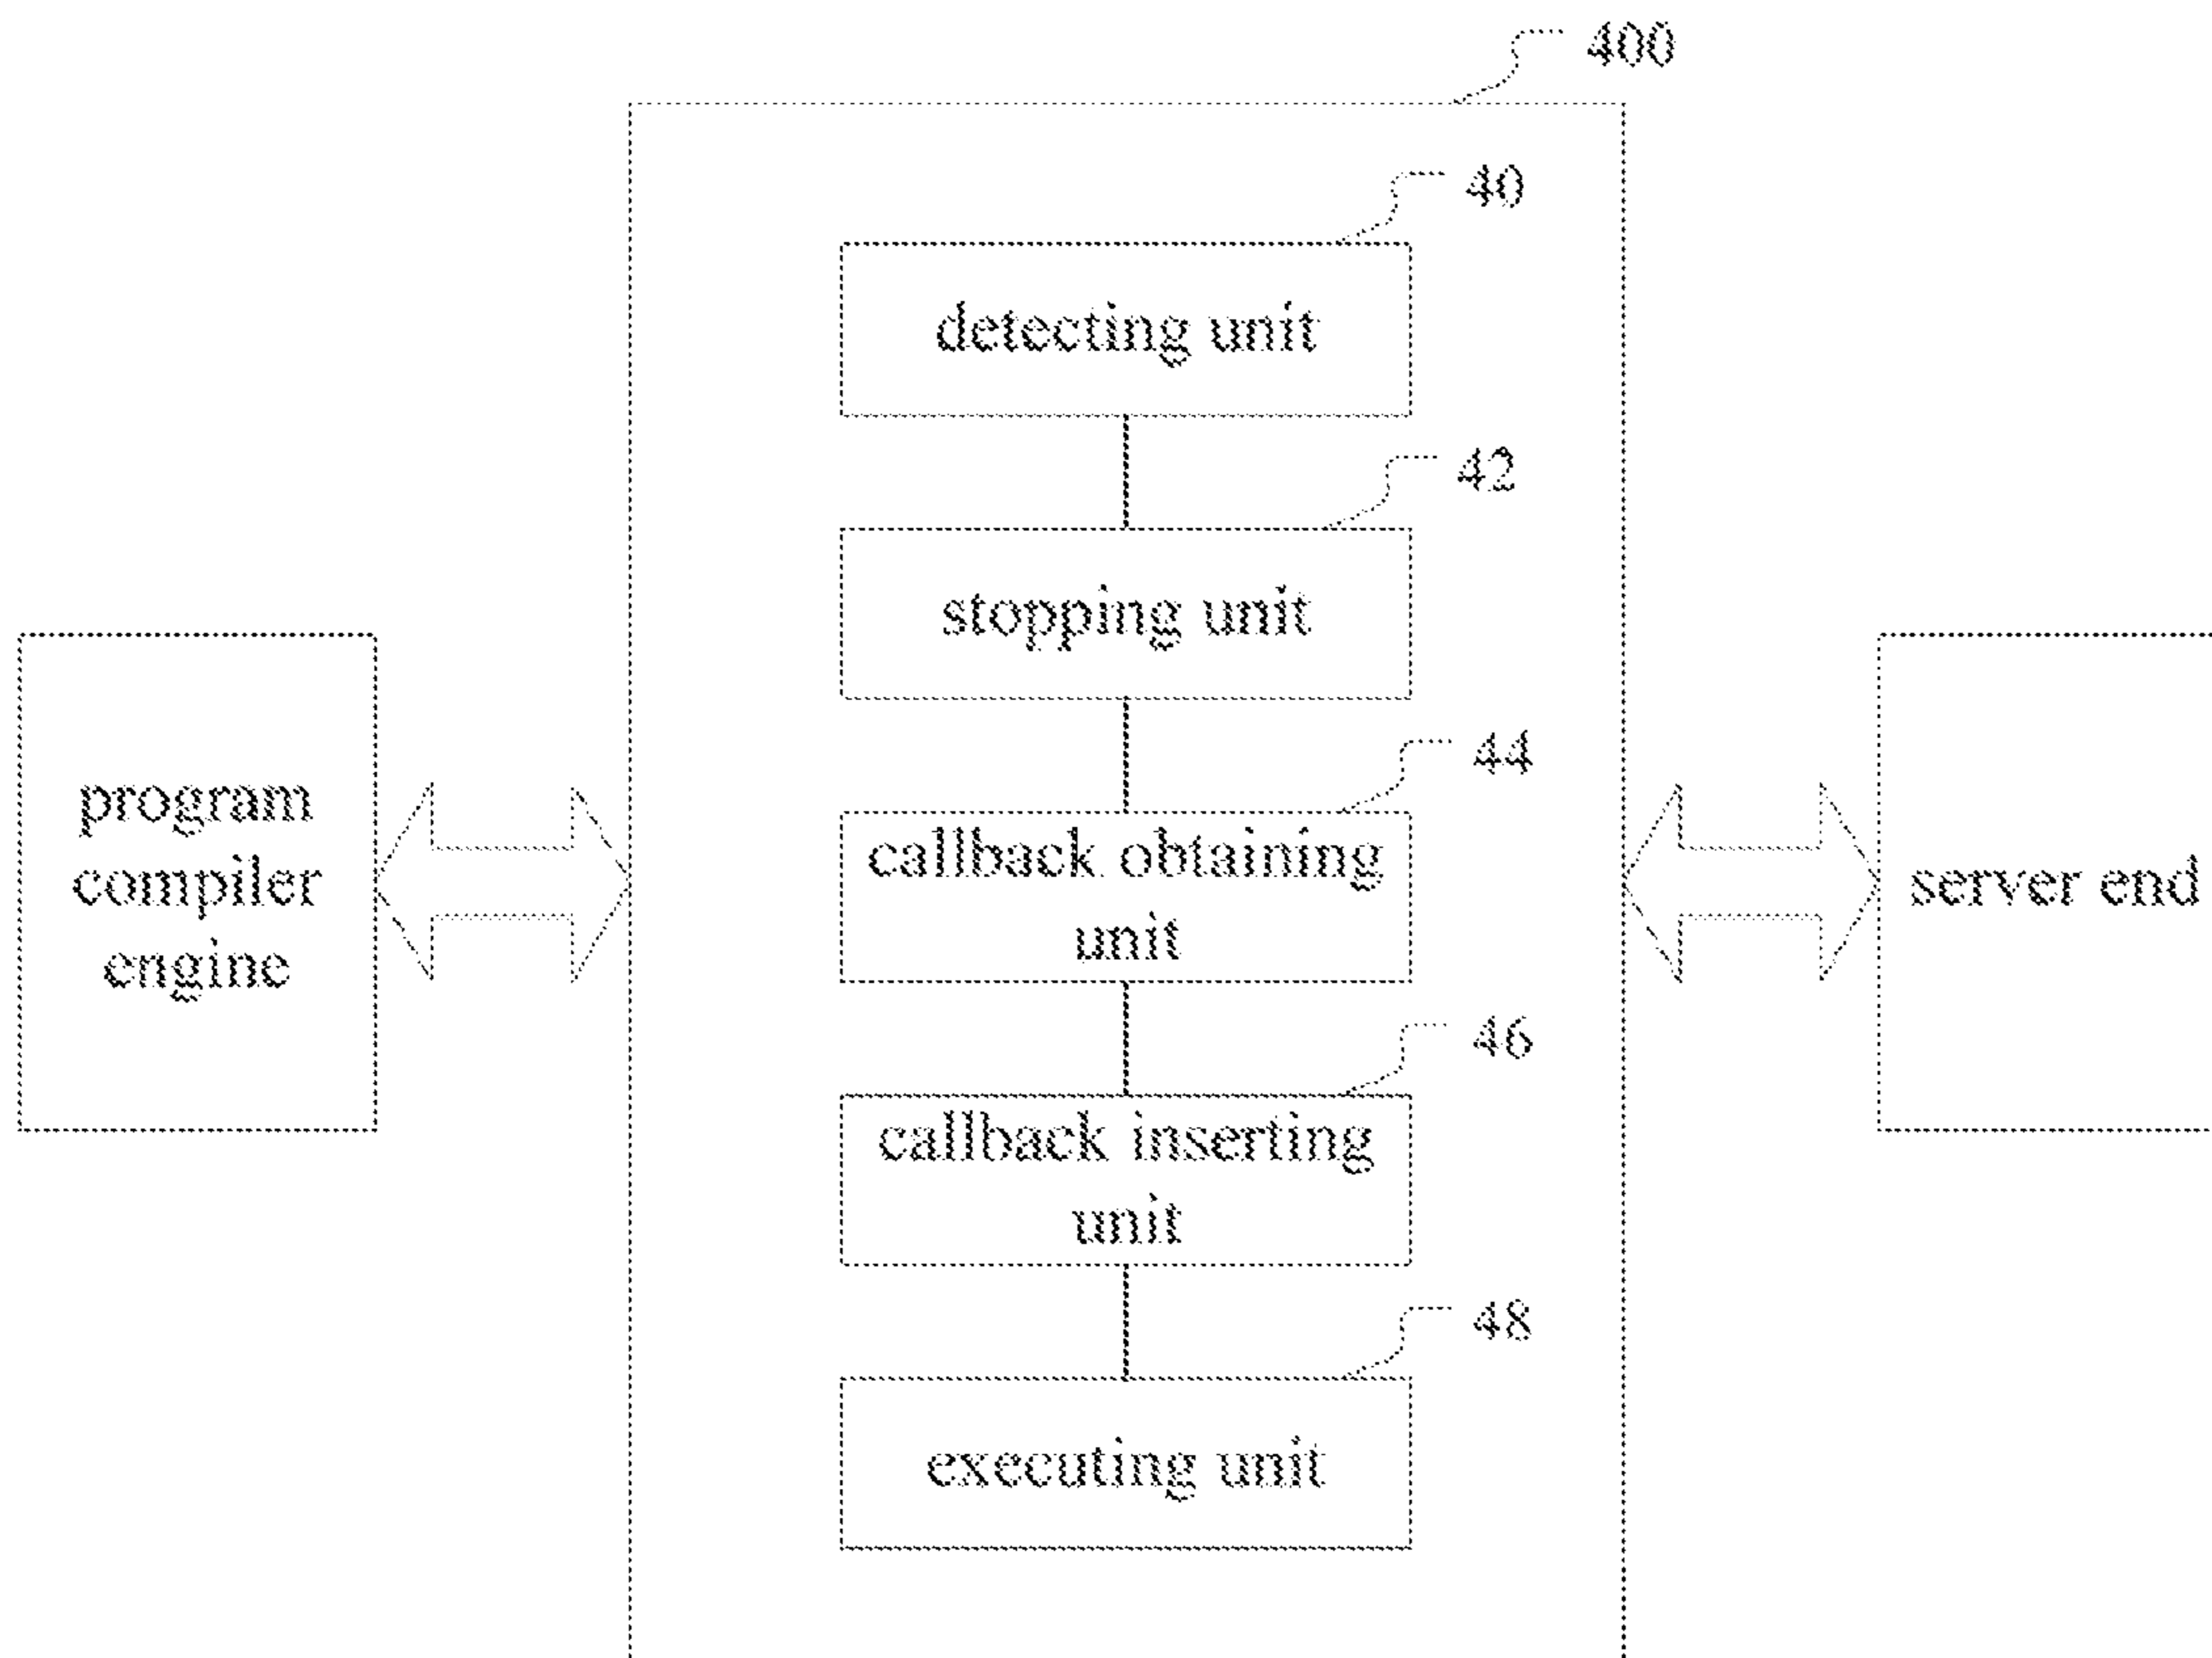 400
40
detecting unit
42
stopping unit
44
callback obtaining
unit
46
callback inserting
unit
48
executing unit
program
compiler
engine
server end